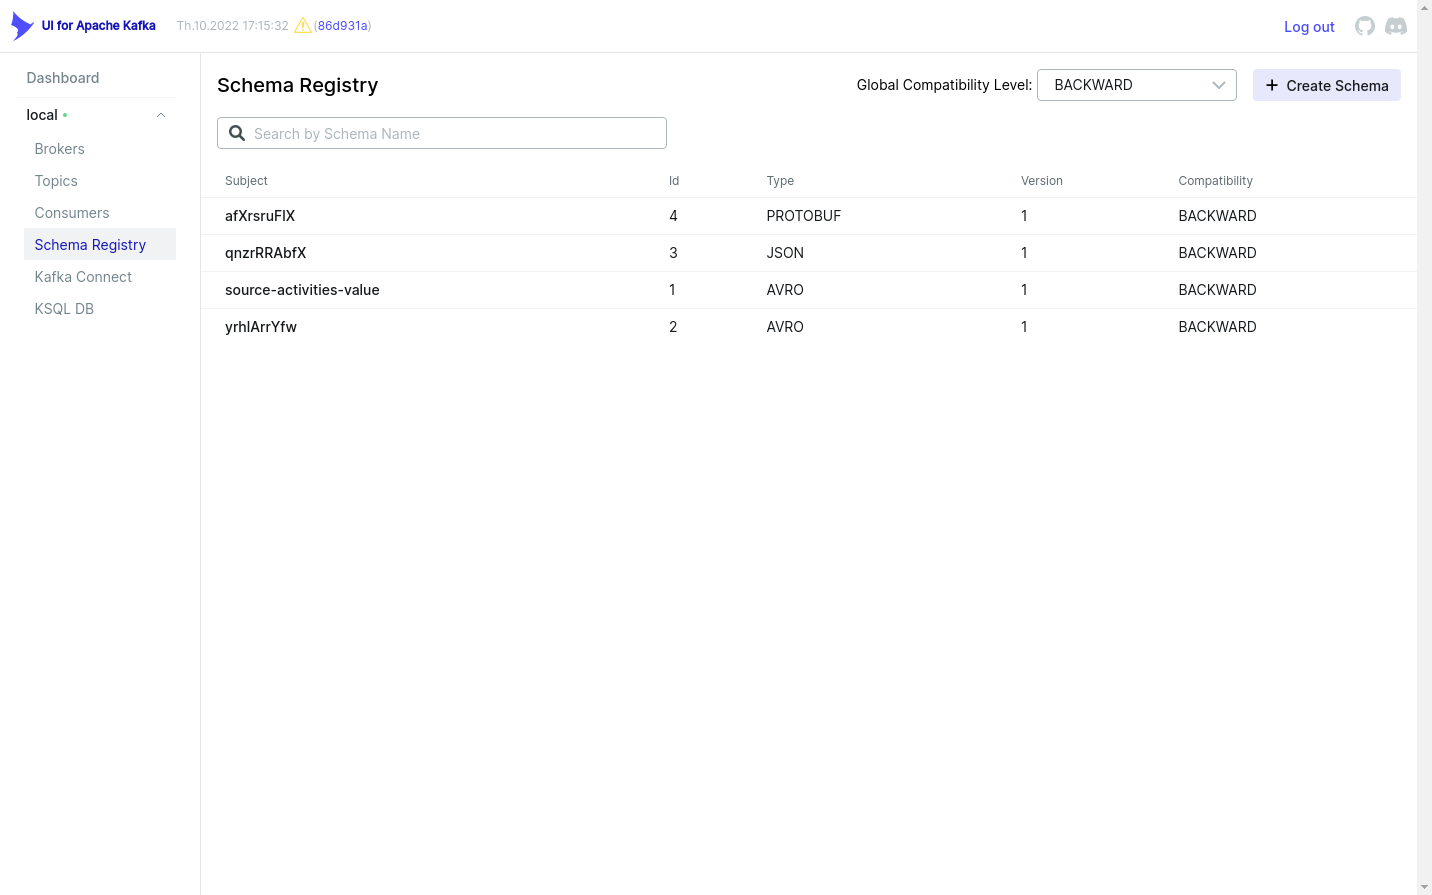 UI for Apache Kafka Th.10.2022 17:15:32 (86d931a) Log out
Dashboard
local
Brokers
Topics
Consumers
Schema Registry
Kafka Connect
KSQL DB
Schema Registry Global Compatibility Level: BACKWARD Create Schema
Search by Schema Name
Subject Id Type Version Compatibility
afXrsruFIX 4 PROTOBUF 1 BACKWARD
qnzrRRAbfX 3 JSON 1 BACKWARD
source-activities-value 1 AVRO 1 BACKWARD
yrhIArrYfw 2 AVRO 1 BACKWARD